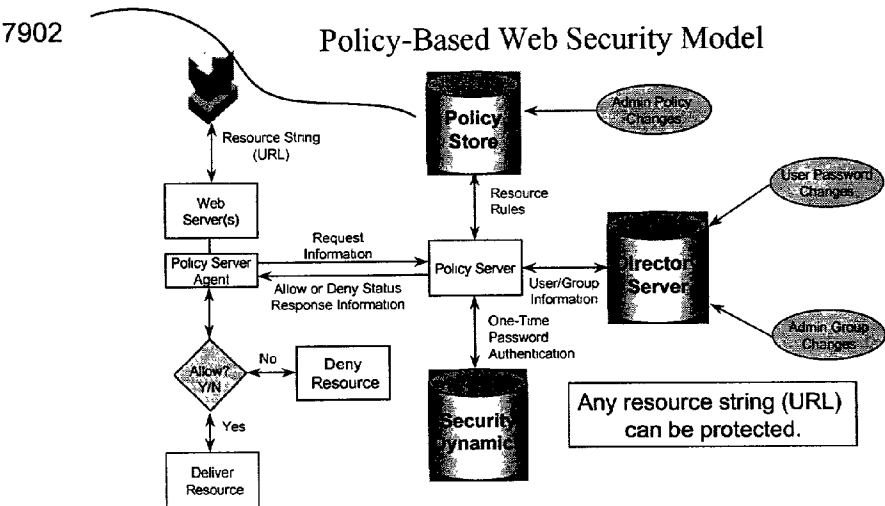 7902
Policy-Based Web Security Model
Resource String
(URL)
Policy
Store
Admin Policy
Changes
Resource
Rules
User Password
Changes
Web
Server(s)
Request
Information
Policy Server
Agent
Allow or Deny Status
Response Information
Policy Server
User/Group
Information
Director
Server
One-Time
Password
Authentication
Admin Group
Changes
Allow?
Y/N
No
Deny
Resource
Yes
Security
Dynamic
Any resource string (URL)
can be protected.
Deliver
Resource